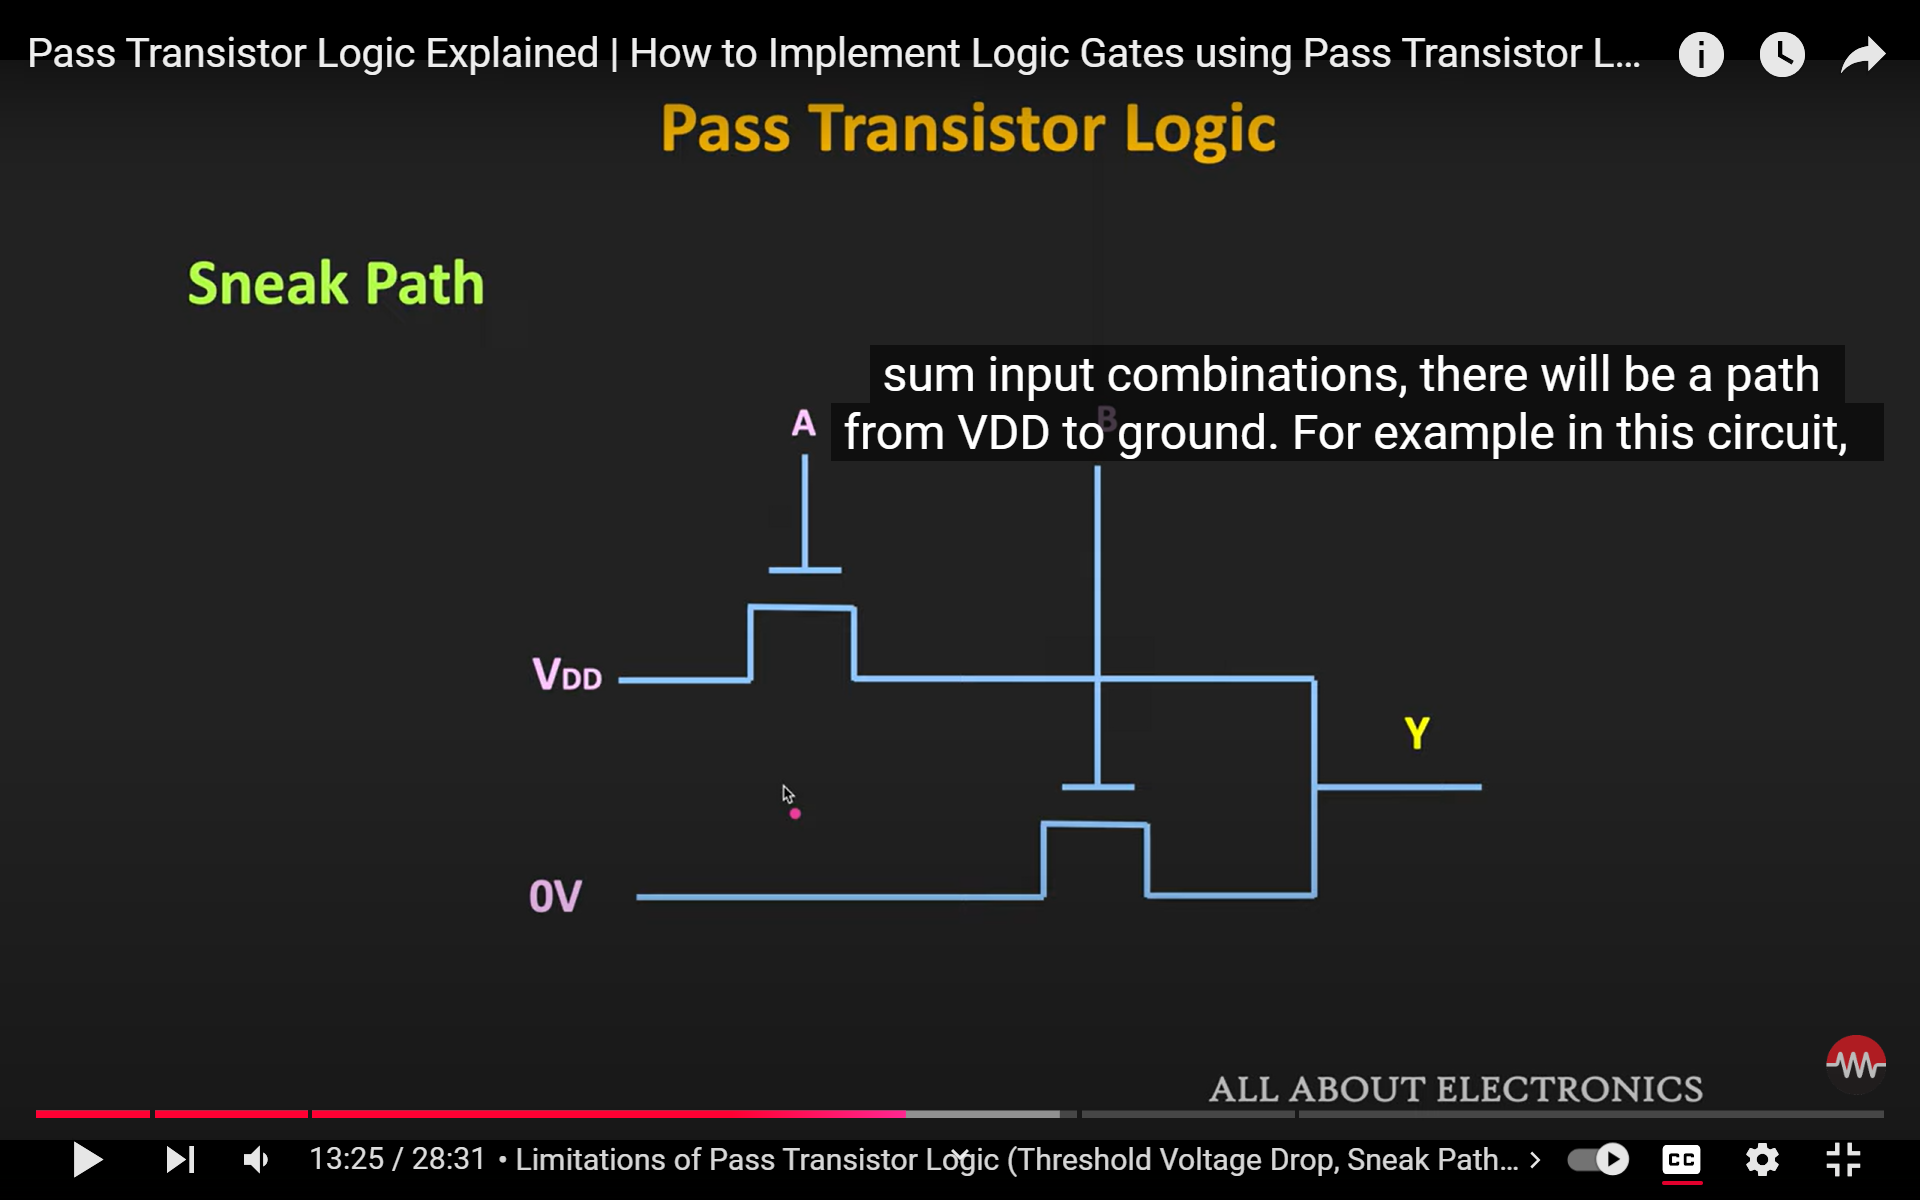 Pass Transistor Logic Explained | How to Implement Logic Gates using Pass Transistor L...
Pass Transistor Logic
Sneak Path
sum input combinations, there will be a path
from VDD to ground. For example in this circuit,
A
B
VDD
Y
0V
ALL ABOUT ELECTRONICS
13:25 / 28:31 • Limitations of Pass Transistor Logic (Threshold Voltage Drop, Sneak Path... >
CC